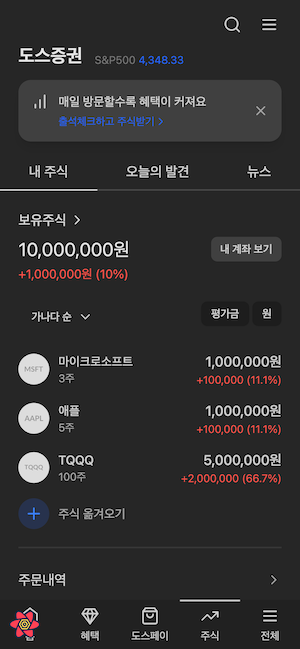 도스증권 S&P500 4,348.33
매일 방문할수록 혜택이 커져요
출석체크하고 주식받기
내 주식 오늘의 발견 뉴스
보유주식
10,000,000원 내 계좌 보기
+1,000,000원 (10%)
가나다 순 평가금 원
MSFT 마이크로소프트 1,000,000원
3주 +100,000 (11.1%)
AAPL 애플 1,000,000원
5주 +100,000 (11.1%)
TQQQ TQQQ 5,000,000원
100주 +2,000,000 (66.7%)
주식 옮겨오기
주문내역
혜택 도스페이 주식 전체